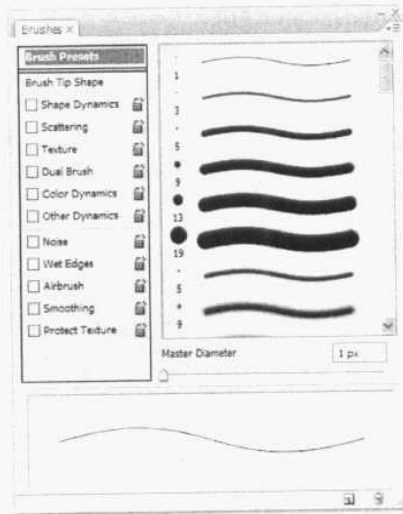 Brushes ×
Brush Presets
Brush Tip Shape
Shape Dynamics
Scattering
Texture
Dual Brush
Color Dynamics
Other Dynamics
Noise
Wet Edges
Airbrush
Smoothing
Protect Texture
1
3
5
9
13
19
5
9
Master Diameter
1 px